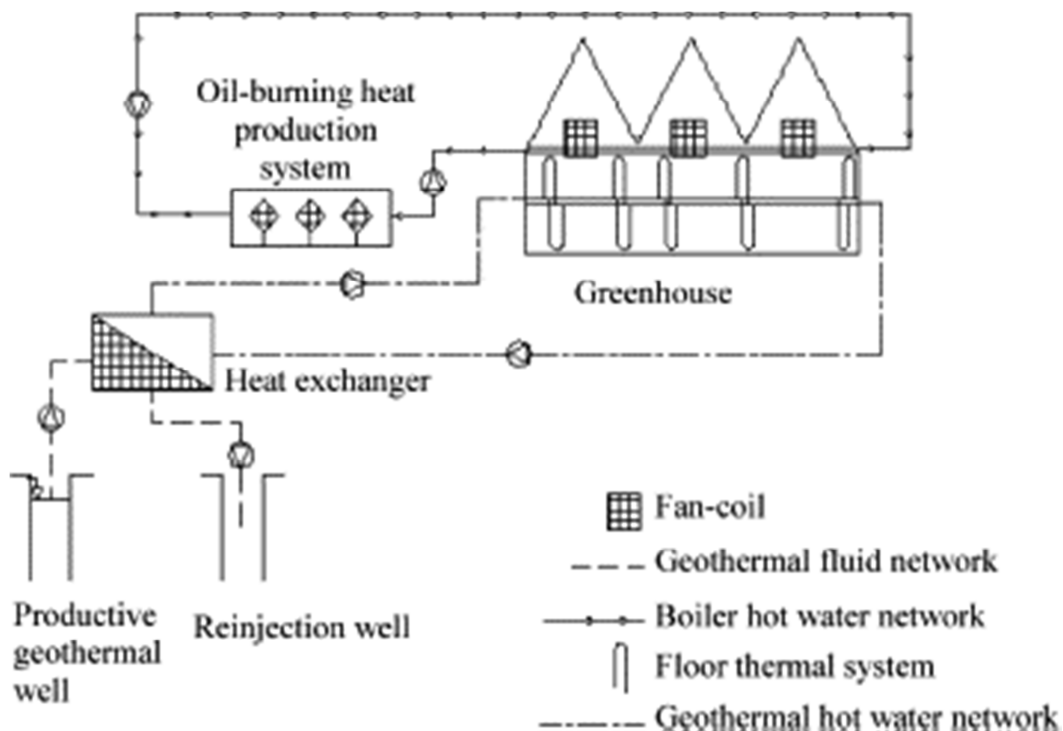 Oil-burning heat
production
system
Greenhouse
Heat exchanger
Productive
geothermal
well
Reinjection well
Fan-coil
Geothermal fluid network
Boiler hot water network
Floor thermal system
Geothermal hot water network